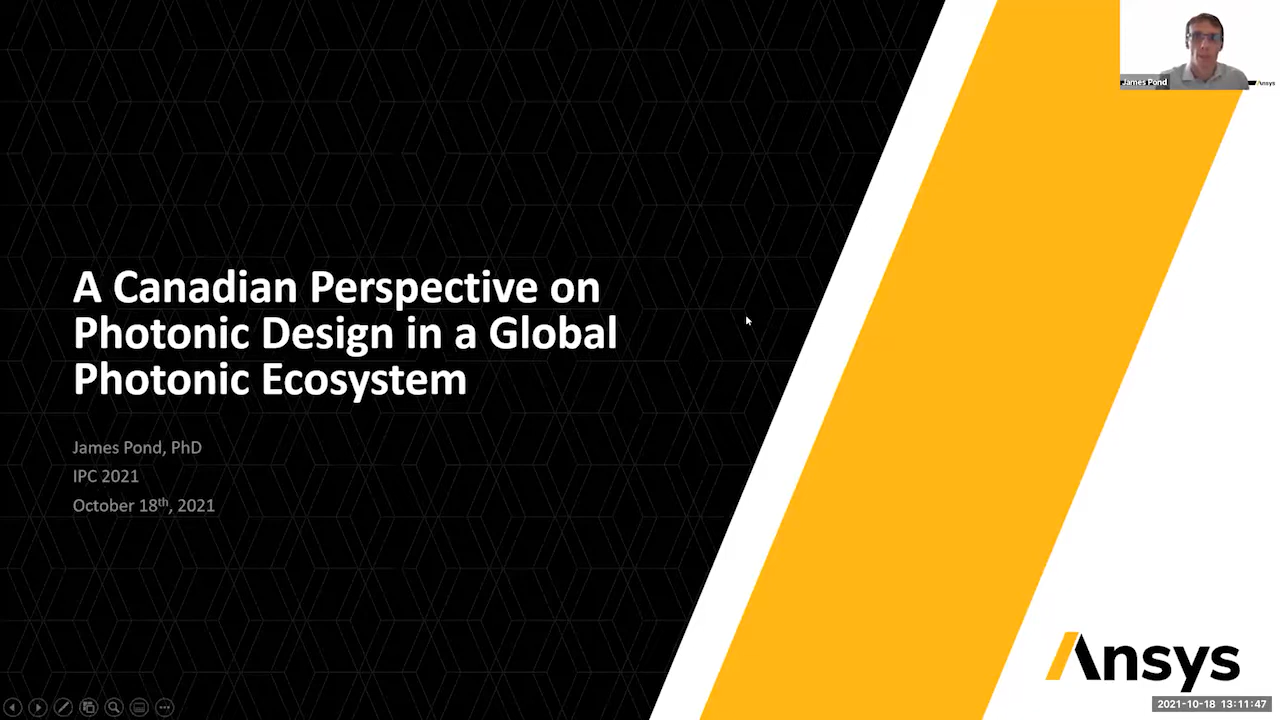 James Pond
Ansys
A Canadian Perspective on
Photonic Design in a Global
Photonic Ecosystem
James Pond, PhD
IPC 2021
October 18th, 2021
Ansys
2021-10-18 13:11:47